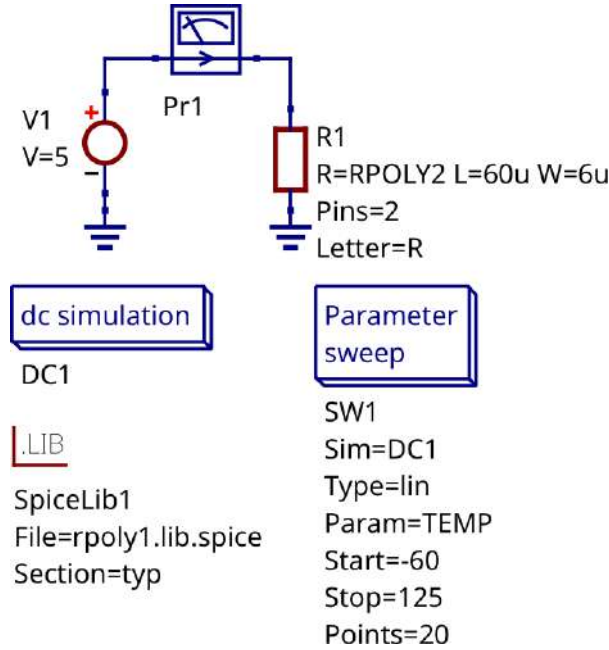 Pr1
V1
V=5
+
−
R1
R=RPOLY2 L=60u W=6u
Pins=2
Letter=R
dc simulation
DC1
Parameter
sweep
SW1
Sim=DC1
Type=lin
Param=TEMP
Start=-60
Stop=125
Points=20
.LIB
SpiceLib1
File=rpoly1.lib.spice
Section=typ